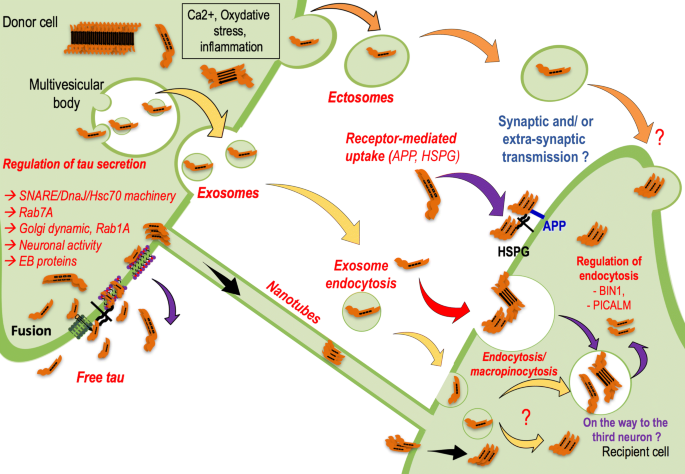 Donor cell
Ca2+, Oxydative
stress,
inflammation
Multivesicular
body
Ectosomes
Regulation of tau secretion
→ SNARE/DnaJ/Hsc70 machinery
→ Rab7A
→ Golgi dynamic, Rab1A
→ Neuronal activity
→ EB proteins
Exosomes
Receptor-mediated
uptake (APP, HSPG)
Synaptic and/ or
extra-synaptic
transmission ?
?
APP
HSPG
Exosome
endocytosis
Regulation of
endocytosis
- BIN1,
- PICALM
Nanotubes
Fusion
Free tau
Endocytosis/
macropinocytosis
?
On the way to the
third neuron ?
Recipient cell